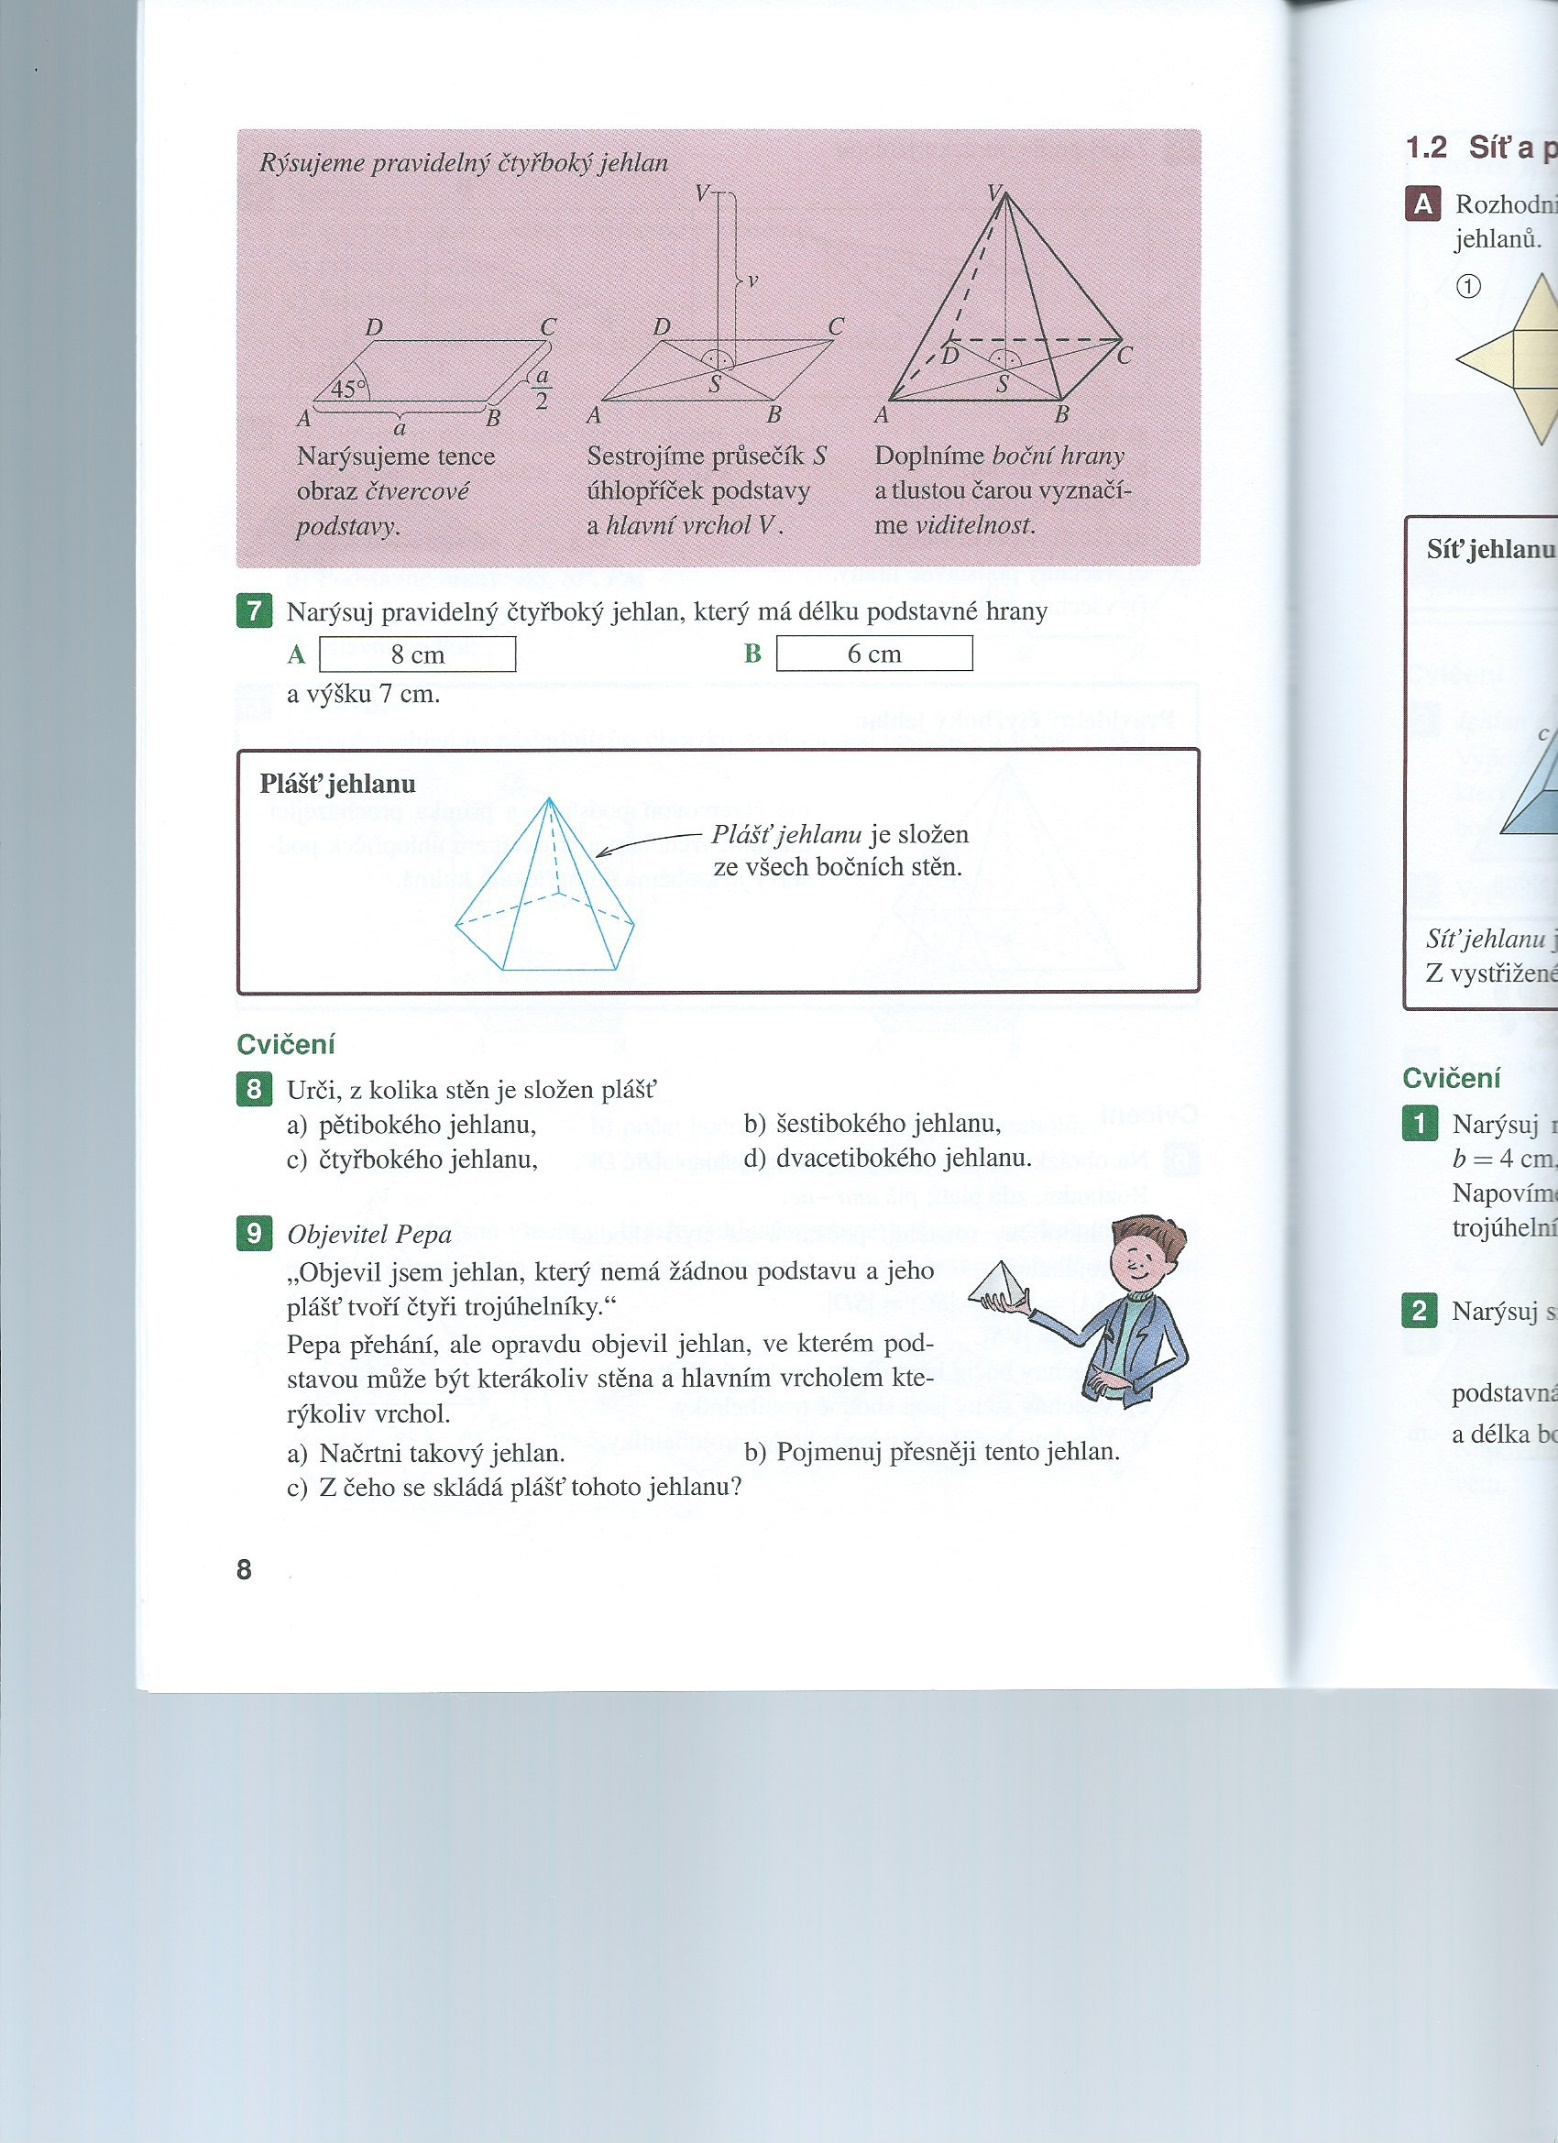 Rýsujeme pravidelný čtyřboký jehlan
V
v
V
D
C
45°
A
B
a
a
2
D
C
S
A
B
D
C
S
A
B
Narýsujeme tence
obraz čtvercové
podstavy.
Sestrojíme průsečík S
úhlopříček podstavy
a hlavní vrchol V.
Doplníme boční hrany
a tlustou čarou vyznačí-
me viditelnost.
7 Narýsuj pravidelný čtyřboký jehlan, který má délku podstavné hrany
A 8 cm B 6 cm
a výšku 7 cm.
Plášť jehlanu
Plášť jehlanu je složen
ze všech bočních stěn.
Cvičení
8 Urči, z kolika stěn je složen plášť
a) pětibokého jehlanu, b) šestibokého jehlanu,
c) čtyřbokého jehlanu, d) dvacetibokého jehlanu.
9 Objevitel Pepa
„Objevil jsem jehlan, který nemá žádnou podstavu a jeho
plášť tvoří čtyři trojúhelníky.“
Pepa přehání, ale opravdu objevil jehlan, ve kterém pod-
stavou může být kterákoliv stěna a hlavním vrcholem kte-
rýkoliv vrchol.
a) Načrtni takový jehlan. b) Pojmenuj přesněji tento jehlan.
c) Z čeho se skládá plášť tohoto jehlanu?
8
1.2 Síť a p
A Rozhodni
jehlanů.
1
Síť jehlanu
c
Síť jehlanu j
Z vystřižené
Cvičení
1 Narýsuj
b = 4 cm,
Napovím
trojúhelní
2 Narýsuj s
podstavná
a délka bo